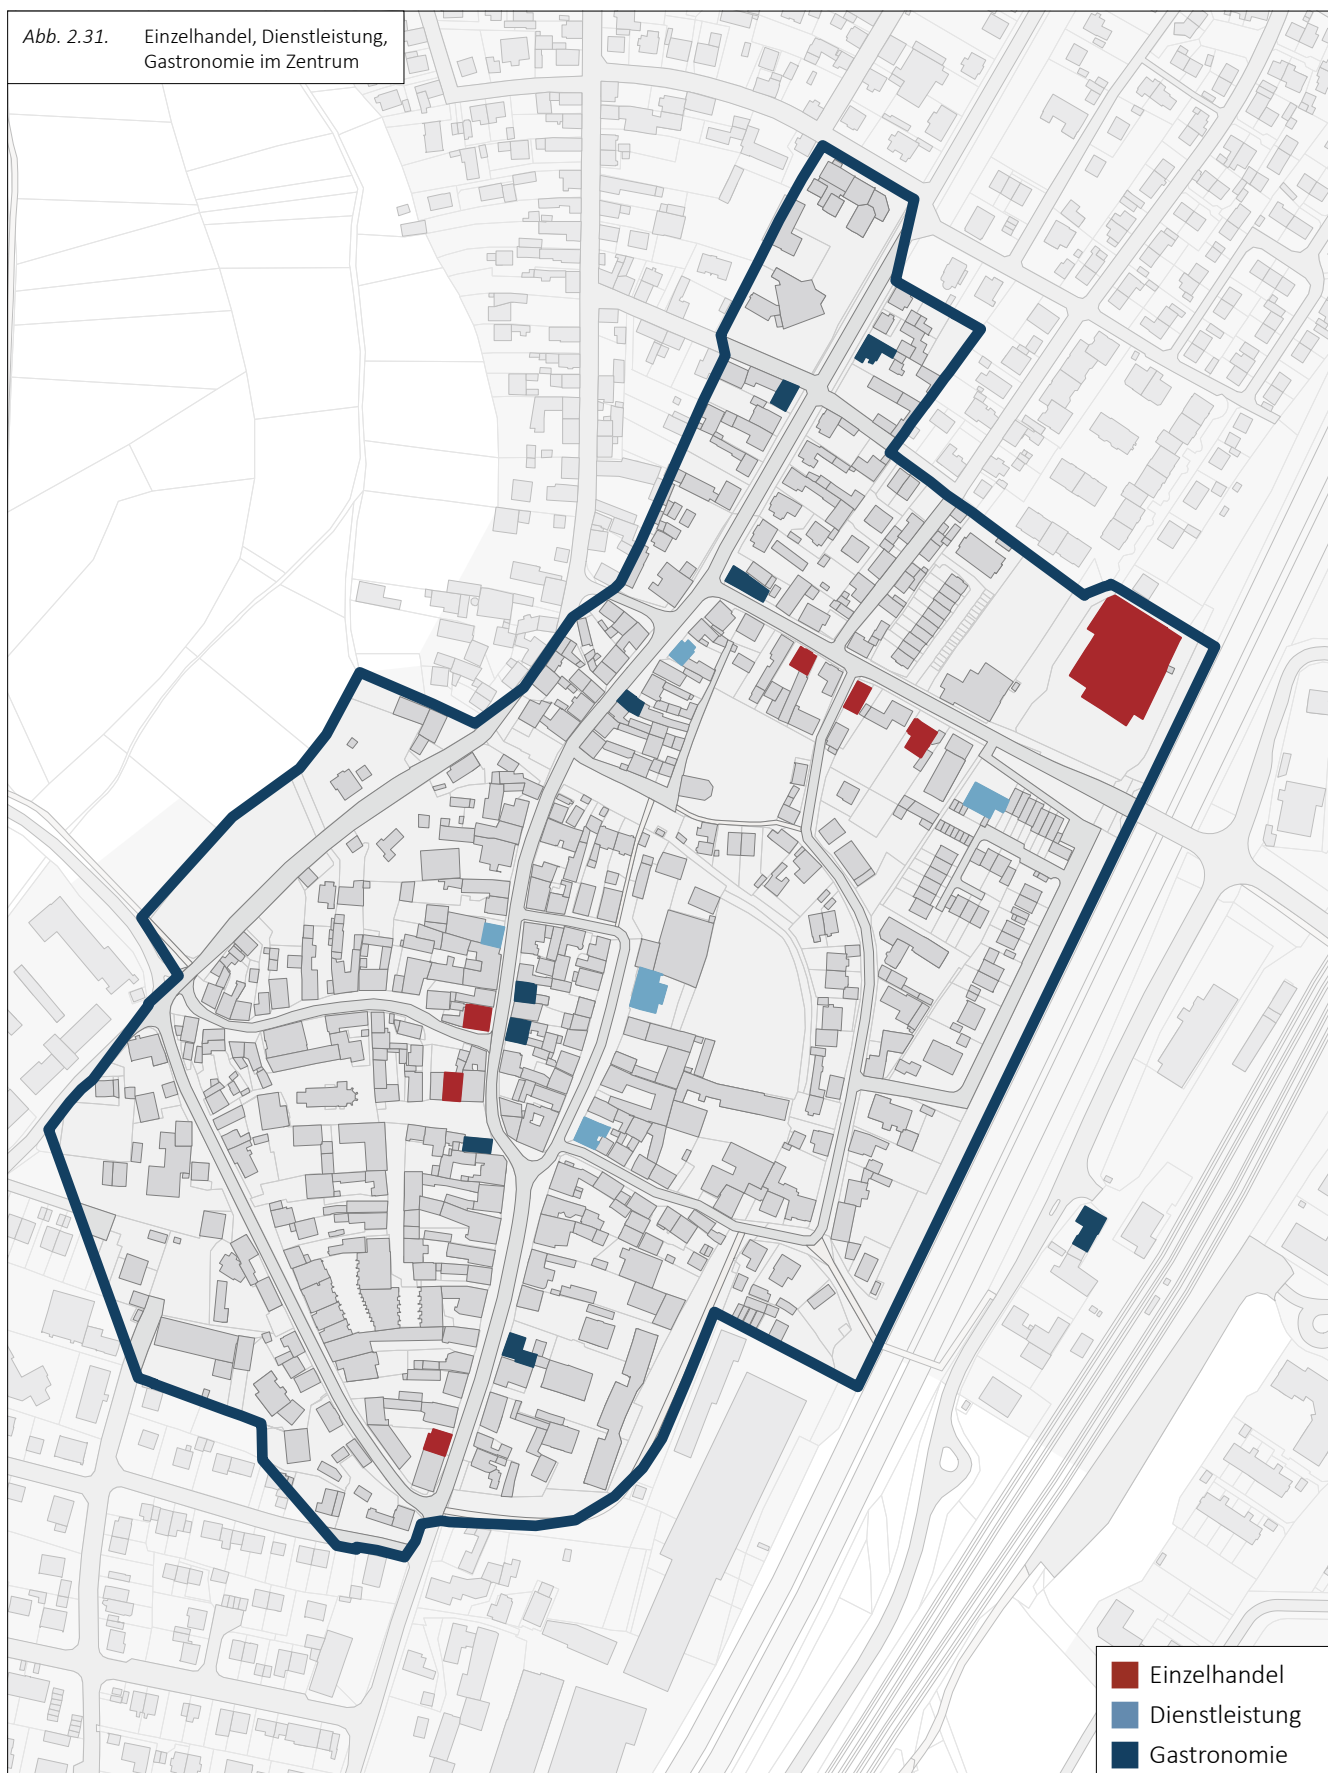 Abb. 2.31. Einzelhandel, Dienstleistung,
Gastronomie im Zentrum
Einzelhandel
Dienstleistung
Gastronomie